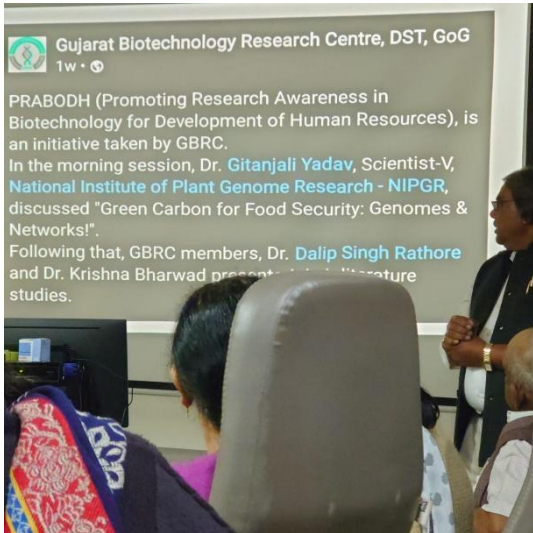 Gujarat Biotechnology Research Centre, DST, GoG
1w •
PRABODH (Promoting Research Awareness in
Biotechnology for Development of Human Resources), is
an initiative taken by GBRC.
In the morning session, Dr. Gitanjali Yadav, Scientist-V,
National Institute of Plant Genome Research - NIPGR,
discussed "Green Carbon for Food Security: Genomes &
Networks!".
Following that, GBRC members, Dr. Dalip Singh Rathore
and Dr. Krishna Bharwad
studies.